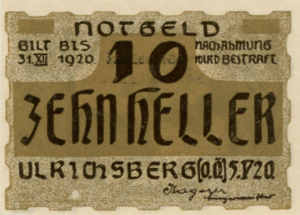 NOTGELD
GILT BIS 10 NACHAHMUNG
31.XII 1920. WIRD BESTRAFT
ZEHN HELLER
ULRICHSBERG (O.Ö.) 5.V.20.